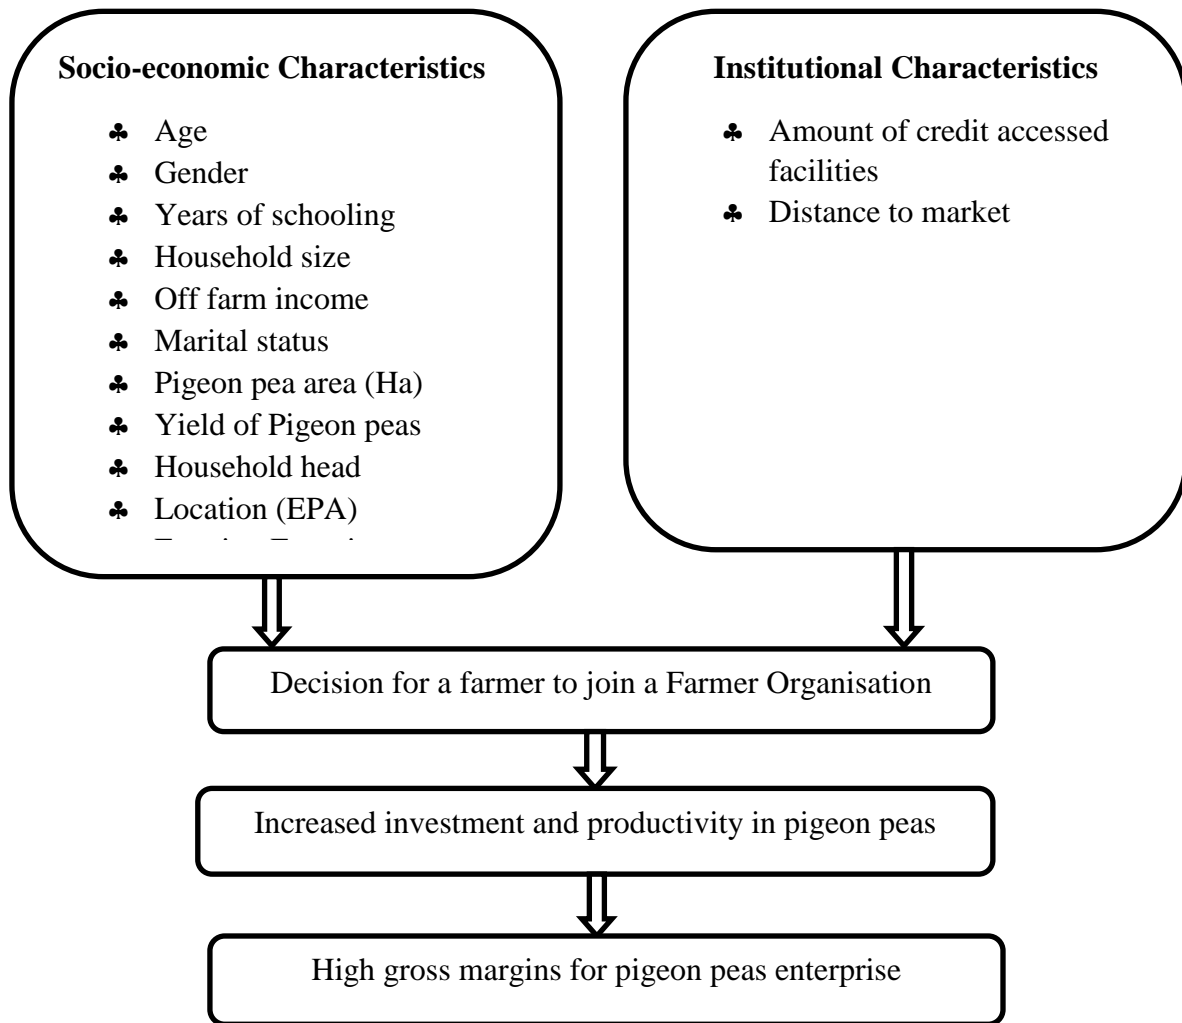 Socio-economic Characteristics
♣ Age
♣ Gender
♣ Years of schooling
♣ Household size
♣ Off farm income
♣ Marital status
♣ Pigeon pea area (Ha)
♣ Yield of Pigeon peas
♣ Household head
♣ Location (EPA)
Institutional Characteristics
♣ Amount of credit accessed
facilities
♣ Distance to market
Decision for a farmer to join a Farmer Organisation
Increased investment and productivity in pigeon peas
High gross margins for pigeon peas enterprise